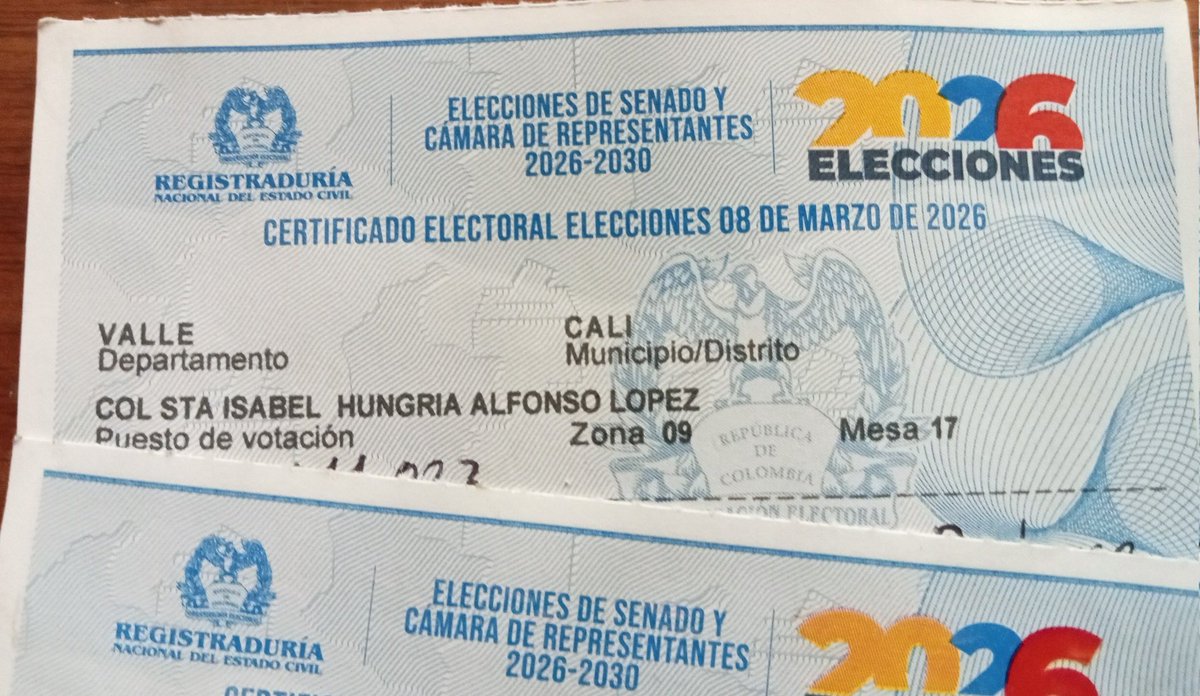 REGISTRADURÍA
NACIONAL DEL ESTADO CIVIL
ELECCIONES DE SENADO Y
CÁMARA DE REPRESENTANTES
2026-2030
2026
ELECCIONES
CERTIFICADO ELECTORAL ELECCIONES 08 DE MARZO DE 2026
VALLE
Departamento
CALI
Municipio/Distrito
COL STA ISABEL HUNGRIA ALFONSO LOPEZ
Puesto de votación
Zona 09
Mesa 17
REPÚBLICA
DE
COLOMBIA
ELECTORAL
REGISTRADURÍA
NACIONAL DEL ESTADO CIVIL
ELECCIONES DE SENADO Y
CÁMARA DE REPRESENTANTES
2026-2030
2026